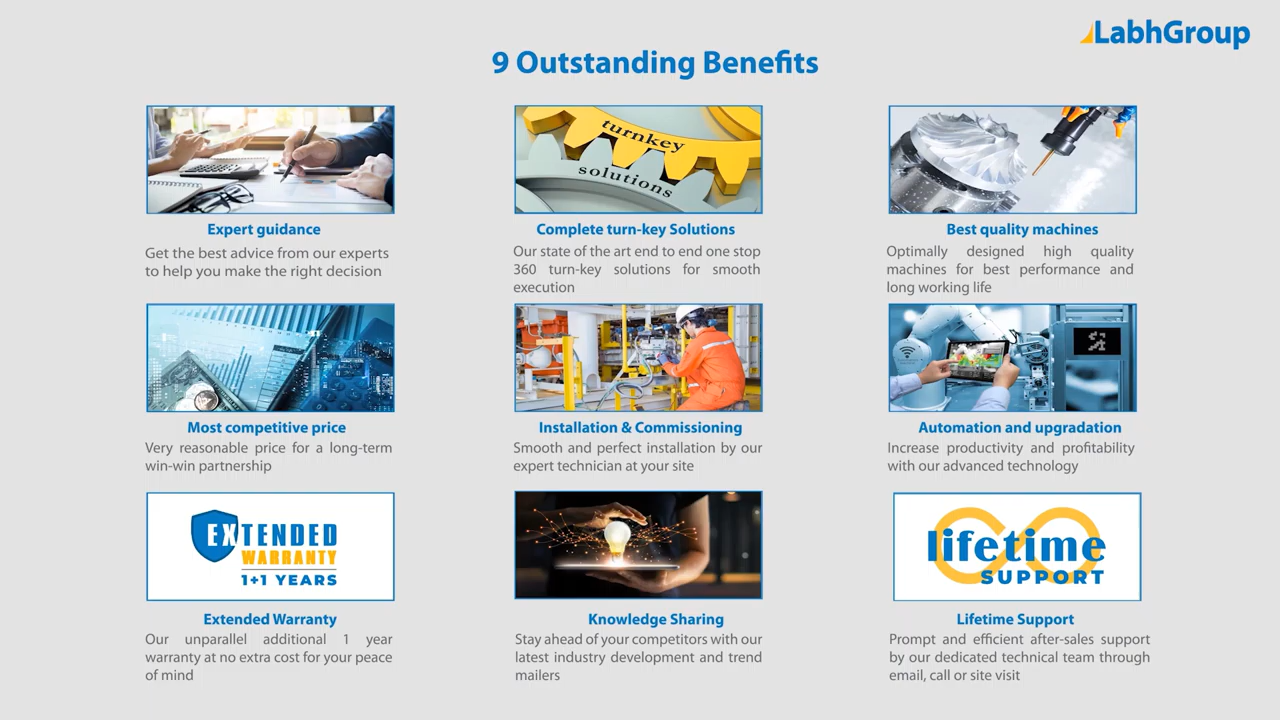 LabhGroup
9 Outstanding Benefits
turnkey
solutions
Expert guidance
Get the best advice from our experts
to help you make the right decision
Complete turn-key Solutions
Our state of the art end to end one stop
360 turn-key solutions for smooth
execution
Best quality machines
Optimally designed high quality
machines for best performance and
long working life
Most competitive price
Very reasonable price for a long-term
win-win partnership
Installation & Commissioning
Smooth and perfect installation by our
expert technician at your site
Automation and upgradation
Increase productivity and profitability
with our advanced technology
EXTENDED
WARRANTY
1+1 YEARS
Extended Warranty
Our unparallel additional 1 year
warranty at no extra cost for your peace
of mind
Knowledge Sharing
Stay ahead of your competitors with our
latest industry development and trend
mailers
lifetime
SUPPORT
Lifetime Support
Prompt and efficient after-sales support
by our dedicated technical team through
email, call or site visit